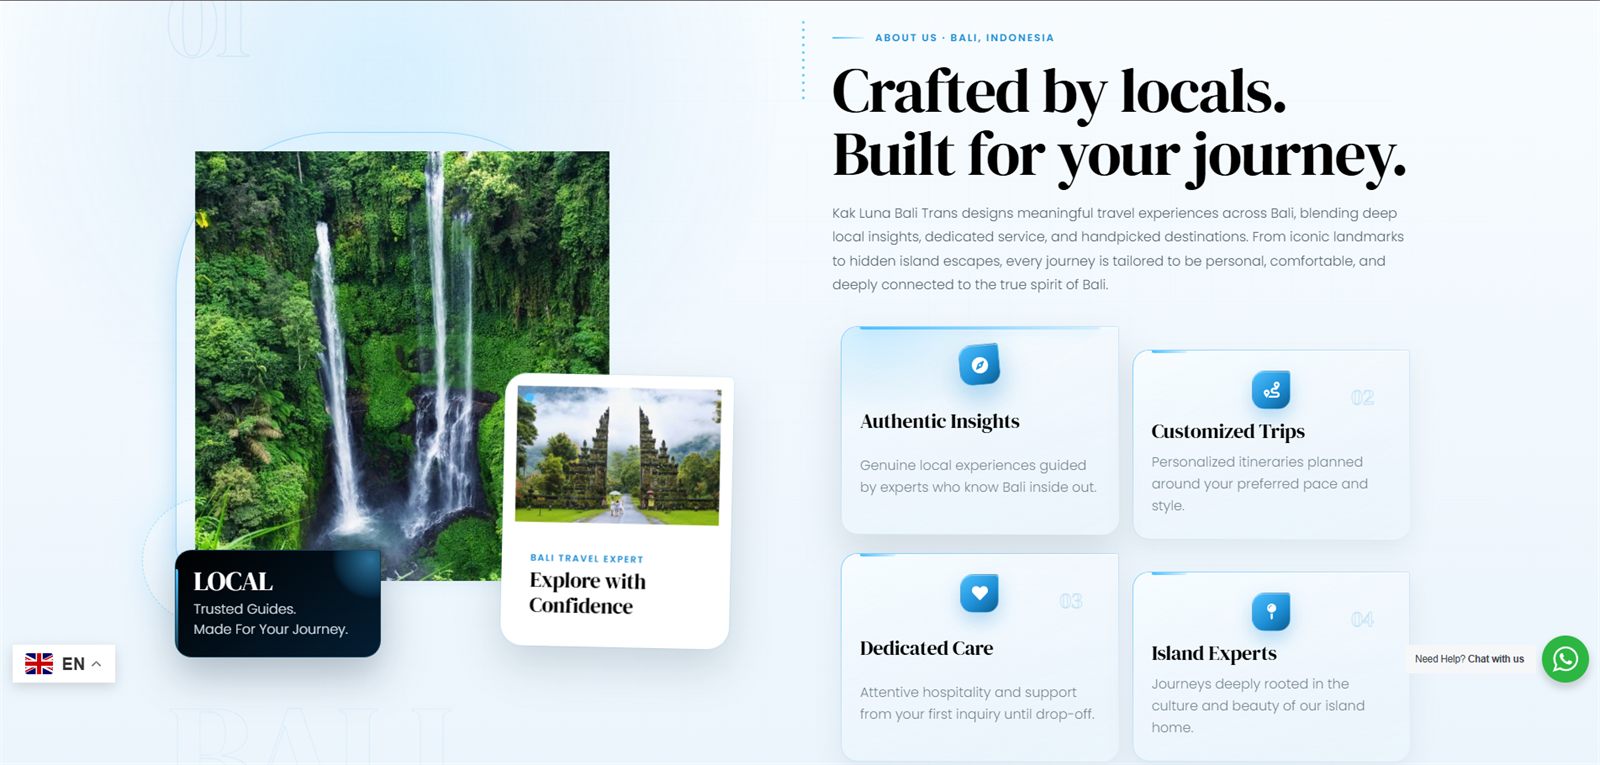 01
ABOUT US · BALI, INDONESIA
Crafted by locals.
Built for your journey.
Kak Luna Bali Trans designs meaningful travel experiences across Bali, blending deep
local insights, dedicated service, and handpicked destinations. From iconic landmarks
to hidden island escapes, every journey is tailored to be personal, comfortable, and
deeply connected to the true spirit of Bali.
Authentic Insights
Genuine local experiences guided
by experts who know Bali inside out.
02
Customized Trips
Personalized itineraries planned
around your preferred pace and
style.
03
Dedicated Care
Attentive hospitality and support
from your first inquiry until drop-off.
04
Island Experts
Journeys deeply rooted in the
culture and beauty of our island
home.
BALI TRAVEL EXPERT
Explore with
Confidence
LOCAL
Trusted Guides.
Made For Your Journey.
EN
BALI
Need Help? Chat with us